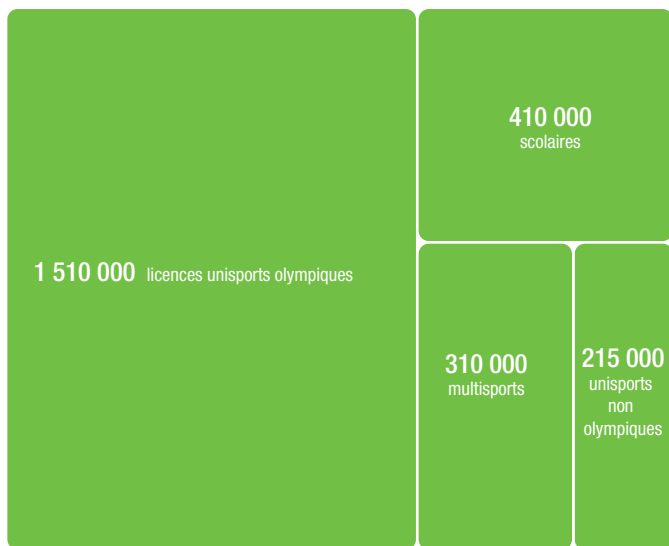 410 000
scolaires
1 510 000 licences unisports olympiques
310 000
multisports
215 000
unisports
non
olympiques